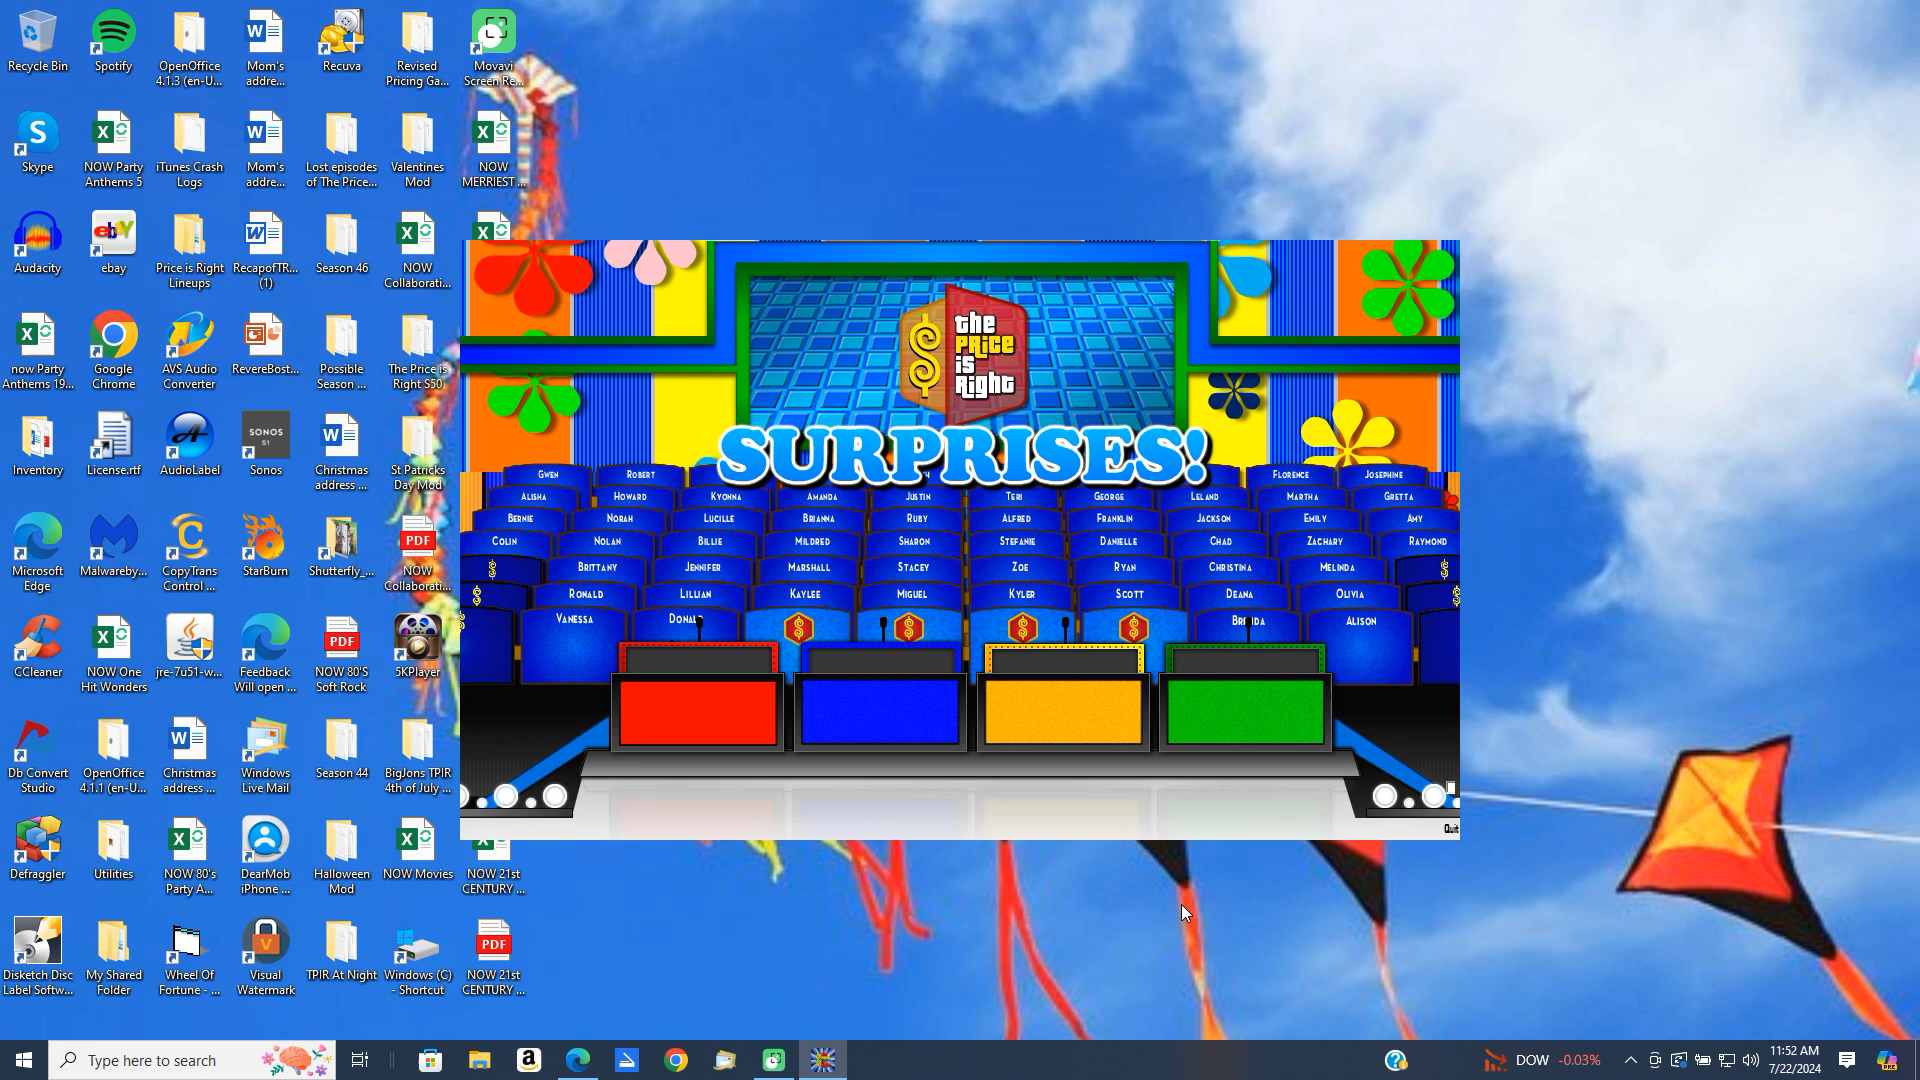 Recycle Bin
Spotify
OpenOffice
4.1.3 (en-U...
Mom's
addre...
Recuva
Revised
Pricing Ga...
Movavi
Screen Re...
Skype
NOW Party
Anthems 5
iTunes Crash
Logs
Mom's
addre...
Lost episodes
of The Price...
Valentines
Mod
NOW
MERRIEST ...
Audacity
ebay
Price is Right
Lineups
RecapofTR...
(1)
Season 46
NOW
Collaborati...
now Party
Anthems 19...
Google
Chrome
AVS Audio
Converter
RevereBost...
Possible
Season ...
The Price is
Right S50
Inventory
License.rtf
AudioLabel
SONOS
S1
Sonos
Christmas
address ...
St Patricks
Day Mod
Microsoft
Edge
Malwareby...
CopyTrans
Control ...
StarBurn
Shutterfly_...
PDF
NOW
Collaborati...
CCleaner
NOW One
Hit Wonders
jre-7u51-w...
Feedback
Will open ...
PDF
NOW 80'S
Soft Rock
5KPlayer
Db Convert
Studio
OpenOffice
4.1.1 (en-U...
Christmas
address ...
Windows
Live Mail
Season 44
BigJons TPIR
4th of July ...
Defraggler
Utilities
NOW 80's
Party A...
DearMob
iPhone ...
Halloween
Mod
NOW Movies
NOW 21st
CENTURY ...
Disketch Disc
Label Softw...
My Shared
Folder
Wheel Of
Fortune - ...
Visual
Watermark
TPIR At Night
Windows (C)
- Shortcut
PDF
NOW 21st
CENTURY ...
the
PRICE
is
Right
SURPRISES!
GWEN ROBERT FLORENCE JOSEPHINE
ALISHA HOWARD KYONNA AMANDA JUSTIN TERI GEORGE LELAND MARTHA GRETTA
BERNIE NORAH LUCILLE BRIANNA RUBY ALFRED FRANKLIN JACKSON EMILY AMY
COLIN NOLAN BILLIE MILDRED SHARON STEFANIE DANIELLE CHAD ZACHARY RAYMOND
BRITTANY JENNIFER MARSHALL STACEY ZOE RYAN CHRISTINA MELINDA
RONALD LILLIAN KAYLEE MIGUEL KYLER SCOTT DEANA OLIVIA
VANESSA DONALD BRENDA ALISON
Quit
Type here to search
DOW -0.03%
11:52 AM
7/22/2024